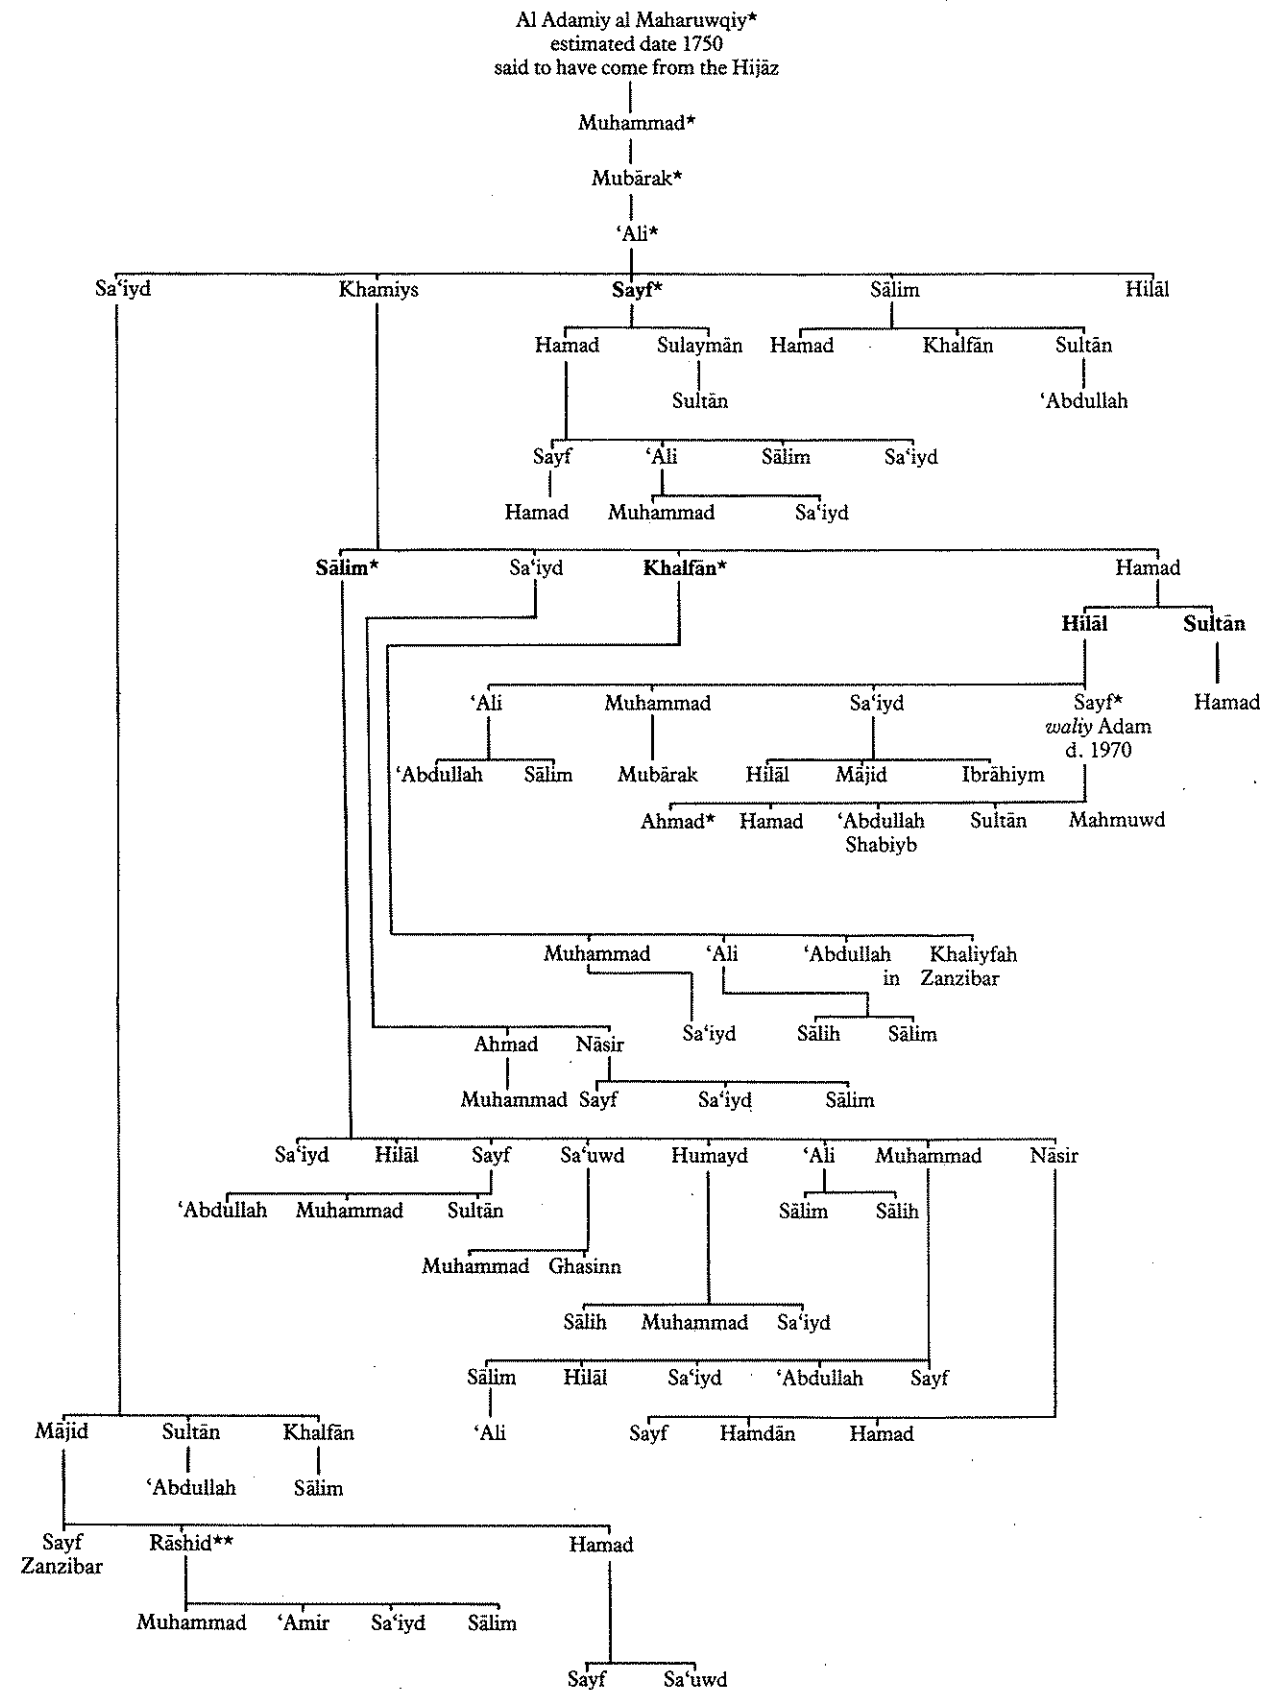 Al Adamiy al Maharuwqiy*
estimated date 1750
said to have come from the Hijāz
Muhammad*
Mubārak*
‘Ali*
Sa‘iyd Khamiys Sayf* Sālim Hilāl
Hamad Sulaymān Hamad Khalfān Sultān
Sultān ‘Abdullah
Sayf ‘Ali Sālim Sa‘iyd
Hamad Muhammad Sa‘iyd
Sālim* Sa‘iyd Khalfān* Hamad
Hilāl Sultān
‘Ali Muhammad Sa‘iyd Sayf* Hamad
waliy Adam
d. 1970
‘Abdullah Sālim Mubārak Hilāl Mājid Ibrāhiym
Ahmad* Hamad ‘Abdullah Sultān Mahmuwd
Shabiyb
Muhammad ‘Ali ‘Abdullah Khaliyfah
in Zanzibar
Sa‘iyd Sālih Sālim
Ahmad Nāsir
Muhammad Sayf Sa‘iyd Sālim
Sa‘iyd Hilāl Sayf Sa‘uwd Humayd ‘Ali Muhammad Nāsir
‘Abdullah Muhammad Sultān Sālim Sālih
Muhammad Ghasinn
Sālih Muhammad Sa‘iyd
Sālim Hilāl Sa‘iyd ‘Abdullah Sayf
Mājid Sultān Khalfān ‘Ali Sayf Hamdān Hamad
‘Abdullah Sālim
Sayf Rāshid** Hamad
Zanzibar
Muhammad ‘Amir Sa‘iyd Sālim
Sayf Sa‘uwd